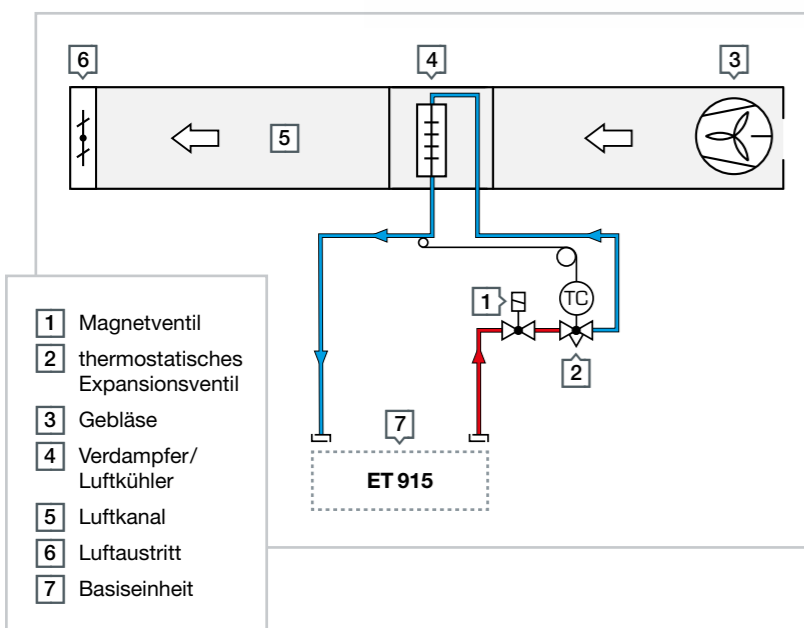 6
4
3
5
1
TC
2
7
ET 915
1 Magnetventil
2 thermostatisches
Expansionsventil
3 Gebläse
4 Verdampfer/
Luftkühler
5 Luftkanal
6 Luftaustritt
7 Basiseinheit